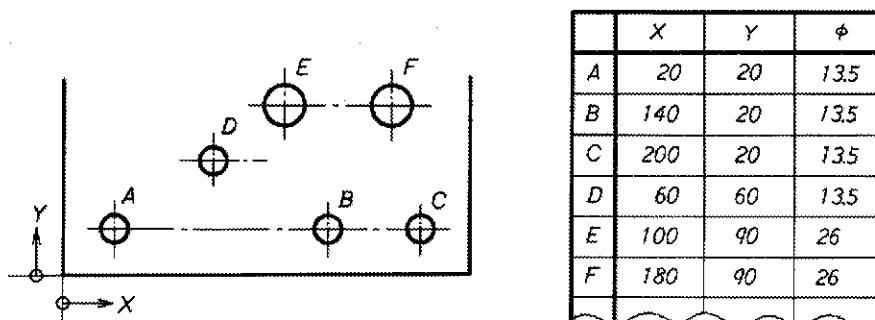 E F
D
A B C
Y
X
X Y ϕ
A 20 20 13.5
B 140 20 13.5
C 200 20 13.5
D 60 60 13.5
E 100 90 26
F 180 90 26